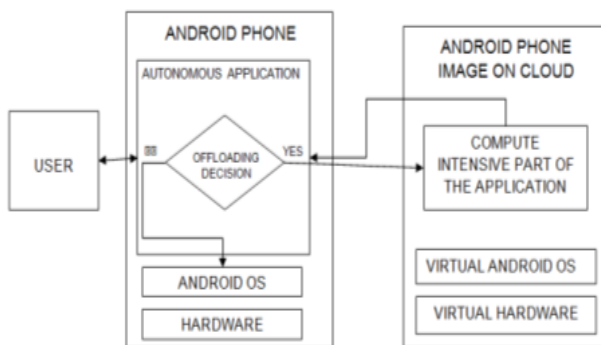 ANDROID PHONE
AUTONOMOUS APPLICATION
YES
OFFLOADING
DECISION
USER
ANDROID OS
HARDWARE
ANDROID PHONE
IMAGE ON CLOUD
COMPUTE
INTENSIVE PART OF
THE APPLICATION
VIRTUAL ANDROID OS
VIRTUAL HARDWARE